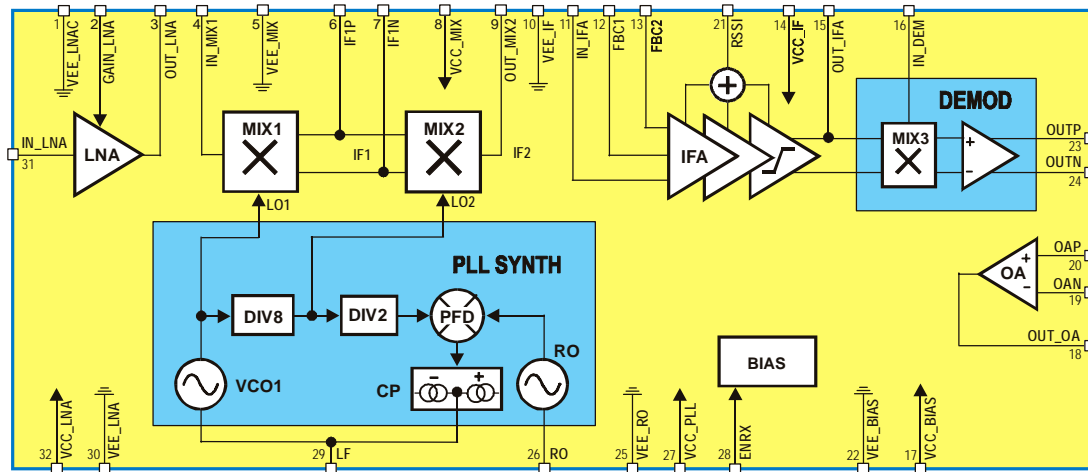 1 2 3 4 5 6 7 8 9 10 11 12 13 21 14 15 16
VEE_LNAC
GAIN_LNA
OUT_LNA
IN_MIX1
VEE_MIX
IF1P
IF1N
VCC_MIX
OUT_MIX2
VEE_IF
IN_IFA
FBC1
FBC2
RSSI
VCC_IF
OUT_IFA
IN_DEM
DEMOD
IN_LNA
31
LNA
MIX1
IF1
MIX2
IF2
IFA
+
MIX3
+
-
OUTP
23
OUTN
24
LO1
LO2
PLL SYNTH
DIV8
DIV2
PFD
VCO1
CP
-
+
RO
BIAS
OAP
20
OA
+
-
OAN
19
OUT_OA
18
VCC_LNA
VEE_LNA
LF
RO
VEE_RO
VCC_PLL
ENRX
VEE_BIAS
VCC_BIAS
32 30 29 26 25 27 28 22 17